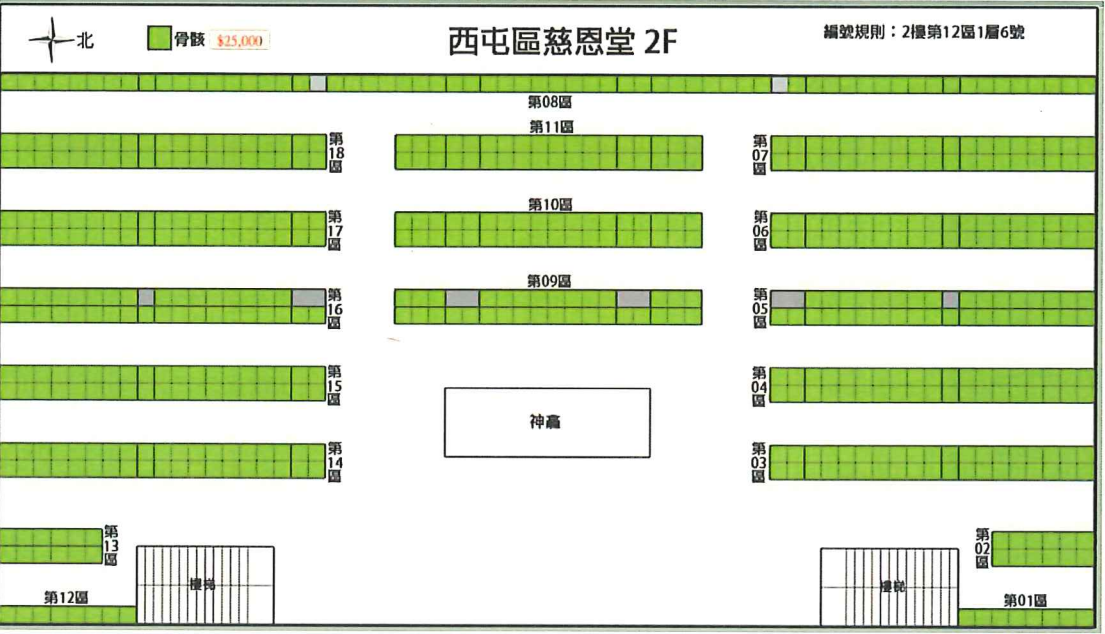 北
骨骸 $25,000
西屯區慈恩堂 2F
編號規則：2樓第12區1層6號
第08區
第11區
第18區
第07區
第10區
第17區
第06區
第09區
第16區
第05區
第15區
第04區
神龕
第14區
第03區
第13區
第02區
樓梯
樓梯
第12區
第01區